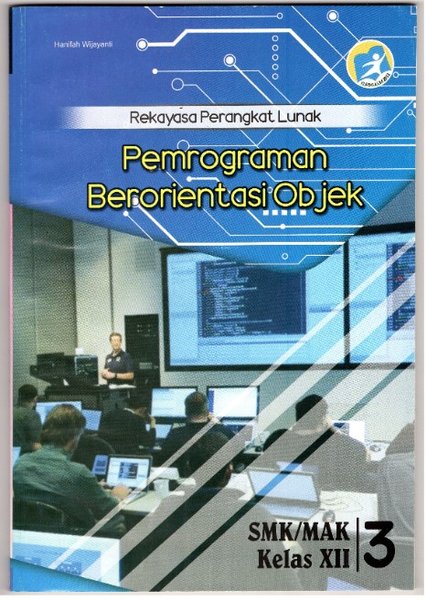 Hanifah Wijayanti
Rekayasa Perangkat Lunak
Pemrograman
Berorientasi Objek
SMK/MAK
Kelas XII
3